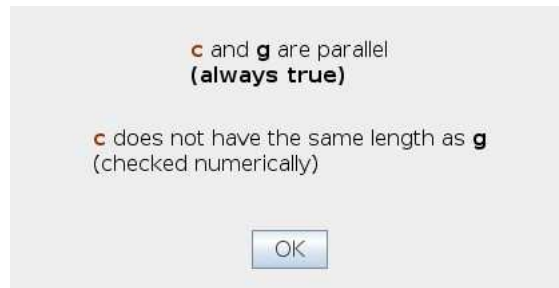 c and g are parallel
(always true)
c does not have the same length as g
(checked numerically)
OK